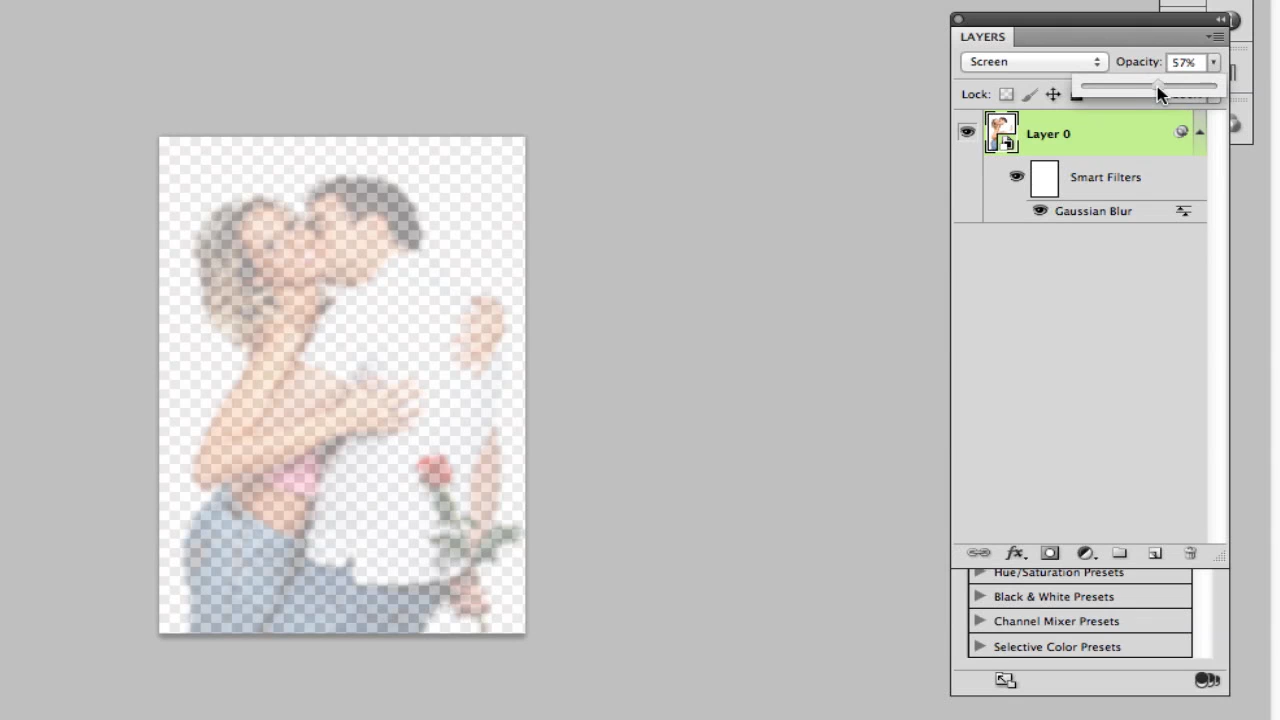 LAYERS
Screen Opacity: 57%
Lock:
Layer 0
Smart Filters
Gaussian Blur
fx
Hue/Saturation Presets
Black & White Presets
Channel Mixer Presets
Selective Color Presets